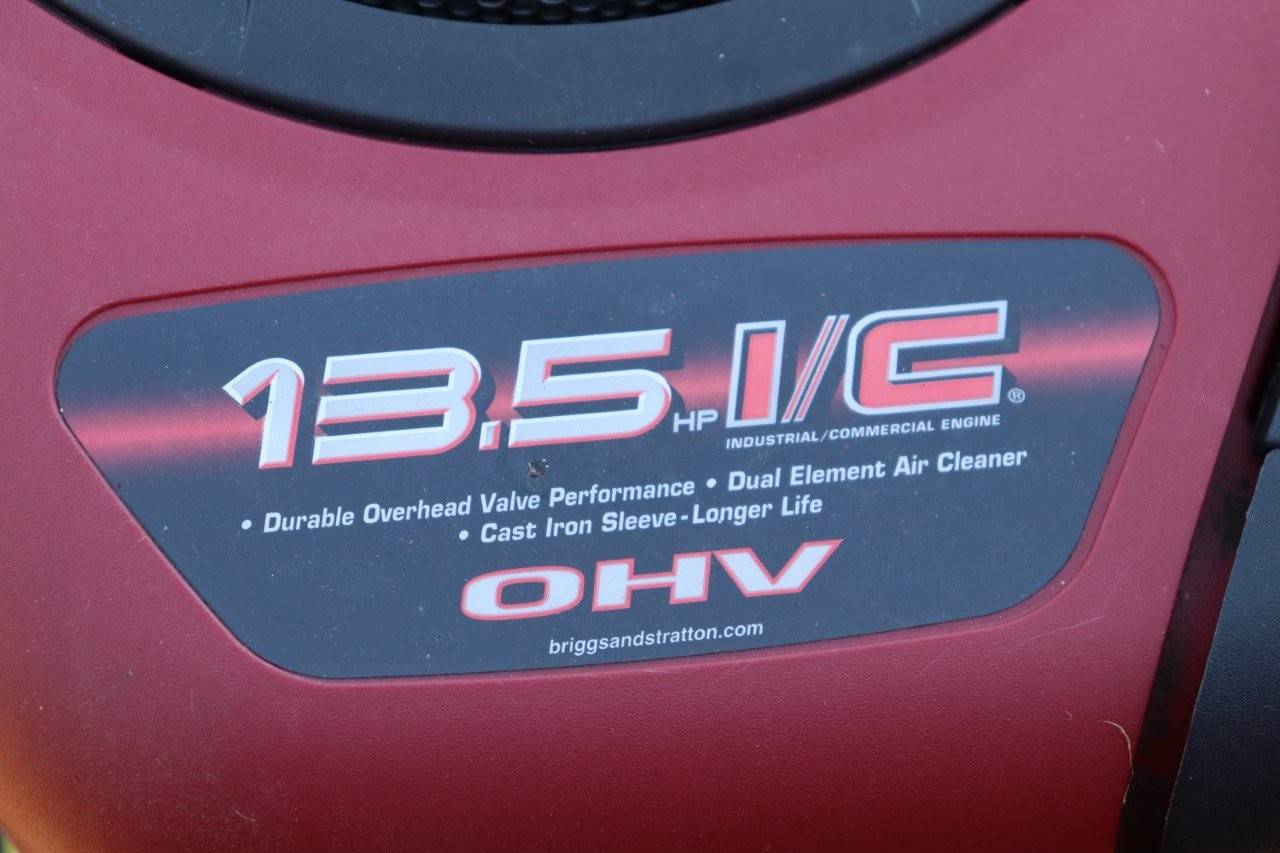 13.5 HP I/C®
INDUSTRIAL/COMMERCIAL ENGINE
• Durable Overhead Valve Performance • Dual Element Air Cleaner
• Cast Iron Sleeve - Longer Life
OHV
briggsandstratton.com